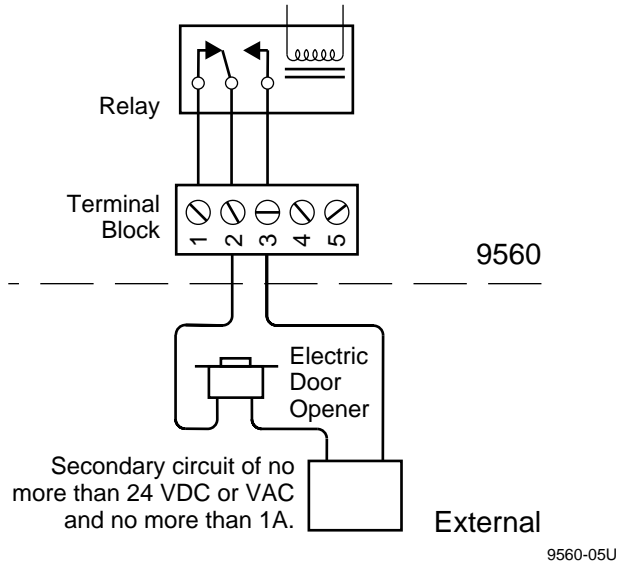 Relay
Terminal
Block
1 2 3 4 5
9560
Electric
Door
Opener
Secondary circuit of no
more than 24 VDC or VAC
and no more than 1A.
External
9560-05U